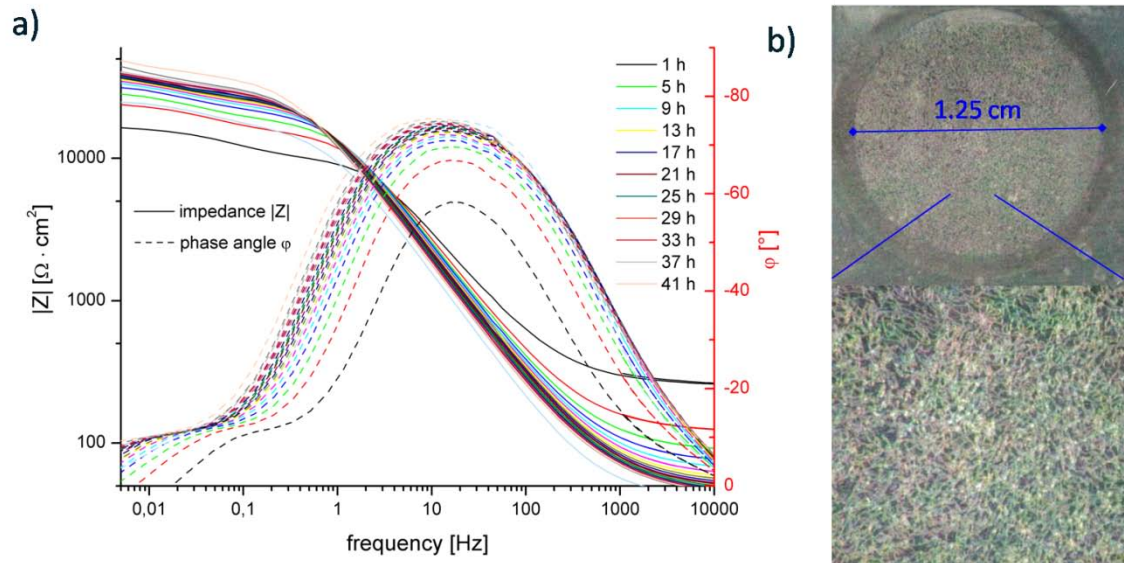 a)
b)
10000
1000
100
|Z| [Ω · cm²]
impedance |Z|
phase angle φ
0,01
0,1
1
10
100
1000
10000
frequency [Hz]
1 h
5 h
9 h
13 h
17 h
21 h
25 h
29 h
33 h
37 h
41 h
-80
-60
-40
-20
0
φ [°]
1.25 cm